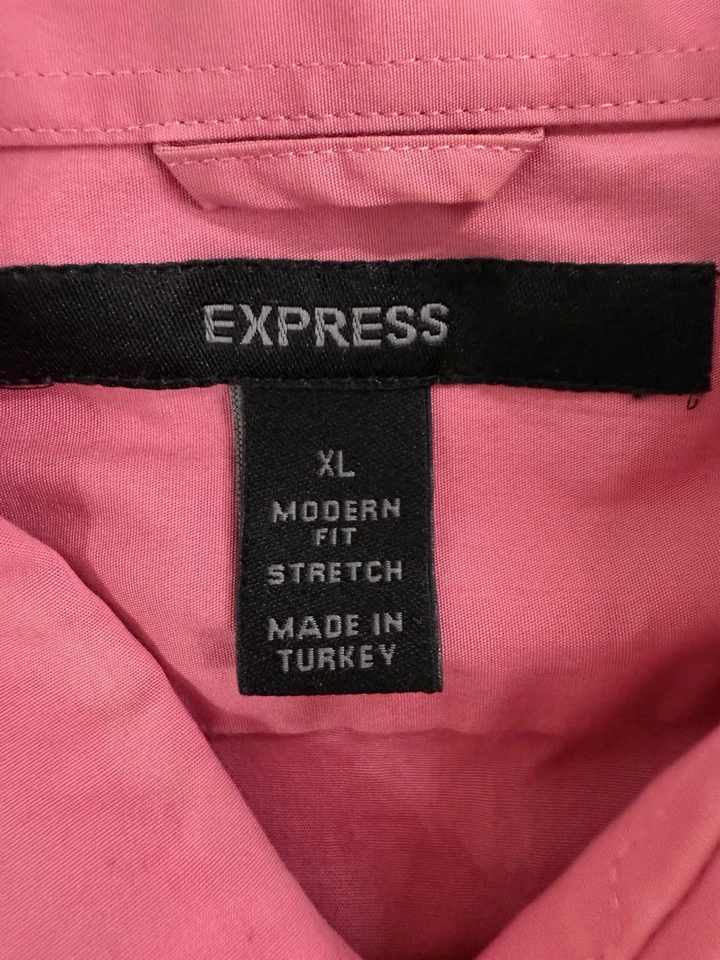 EXPRESS
XL
MODERN
FIT
STRETCH
MADE IN
TURKEY